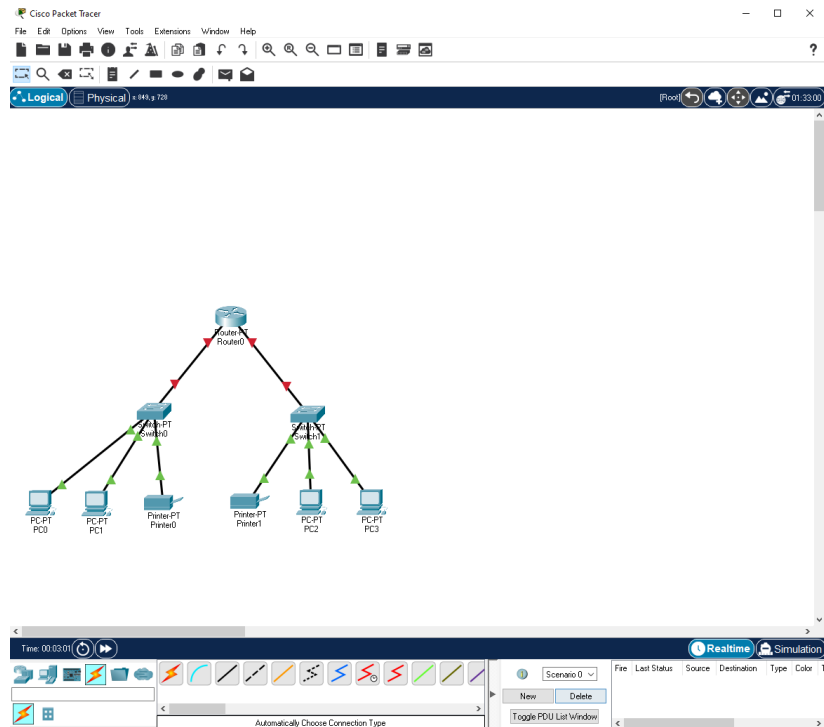 Cisco Packet Tracer
File Edit Options View Tools Extensions Window Help
?
Logical Physical x: 849, y: 728 [Root] 01:33:00
Router-PT
Router0
Switch-PT
Switch0
Switch-PT
Switch1
PC-PT
PC0
PC-PT
PC1
Printer-PT
Printer0
Printer-PT
Printer1
PC-PT
PC2
PC-PT
PC3
Time: 00:03:01 Realtime Simulation
Scenario 0
New Delete
Toggle PDU List Window
Fire Last Status Source Destination Type Color T
Automatically Choose Connection Type